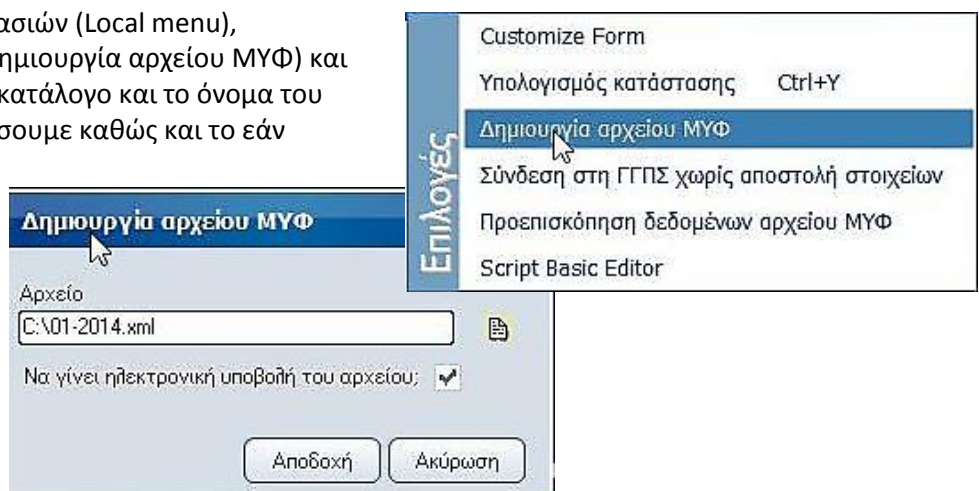 ασιών (Local menu),
ημιουργία αρχείου ΜΥΦ) και
κατάλογο και το όνομα του
σουμε καθώς και το εάν
Επιλογές
Customize Form
Υπολογισμός κατάστασης Ctrl+Y
Δημιουργία αρχείου ΜΥΦ
Σύνδεση στη ΓΓΠΣ χωρίς αποστολή στοιχείων
Προεπισκόπηση δεδομένων αρχείου ΜΥΦ
Script Basic Editor
Δημιουργία αρχείου ΜΥΦ
Αρχείο
C:\01-2014.xml
Να γίνει ηλεκτρονική υποβολή του αρχείου;
Αποδοχή Ακύρωση